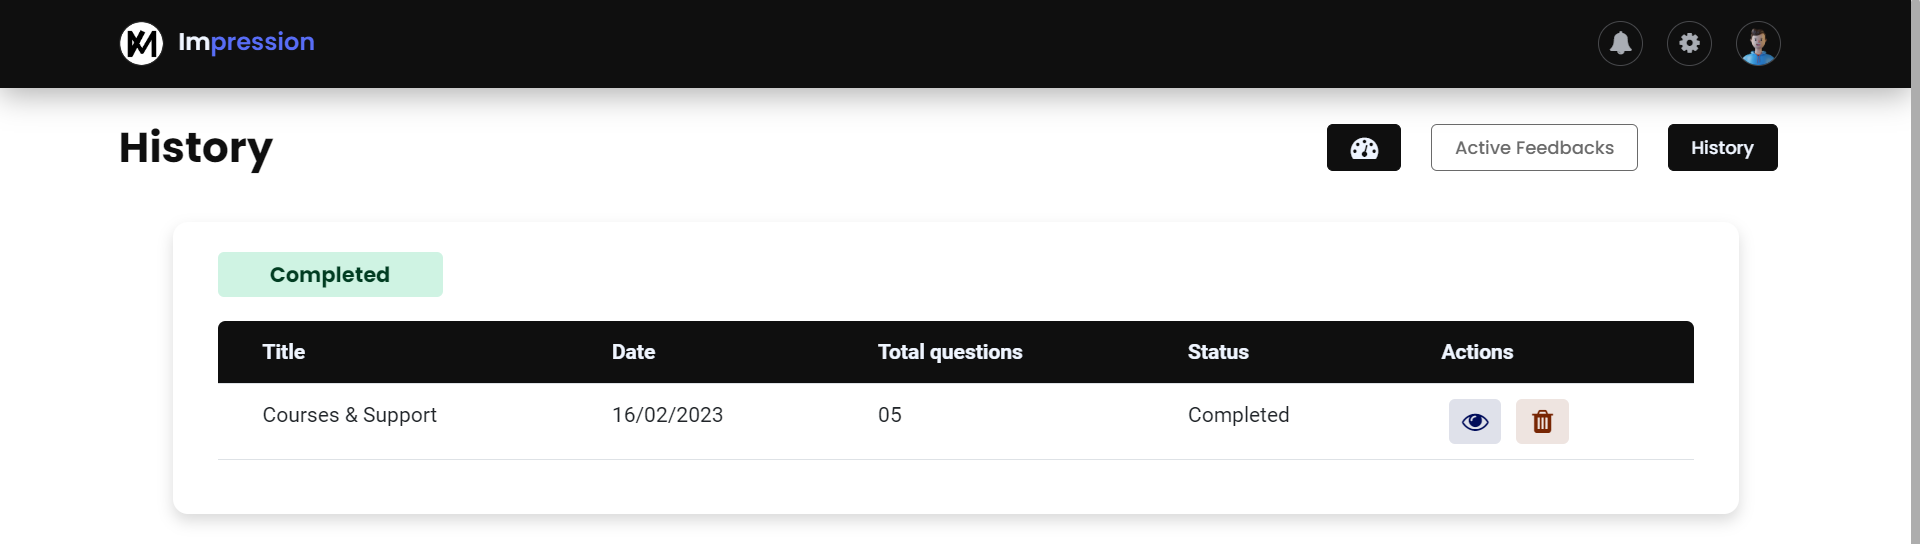 Impression
History
Active Feedbacks
History
Completed
Title Date Total questions Status Actions
Courses & Support 16/02/2023 05 Completed